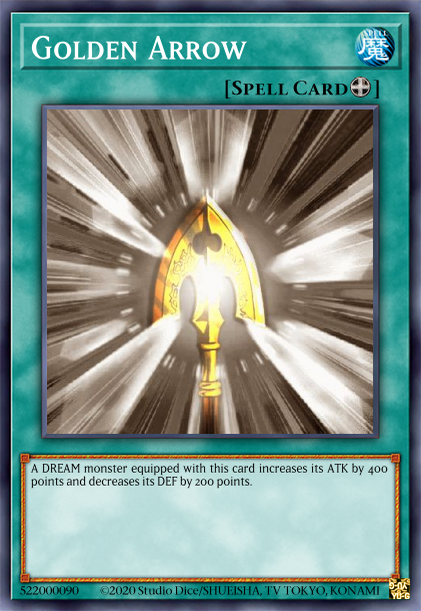 Golden Arrow
SPELL
魔
[Spell Card]
A DREAM monster equipped with this card increases its ATK by 400
points and decreases its DEF by 200 points.
522000090 ©2020 Studio Dice/SHUEISHA, TV TOKYO, KONAMI